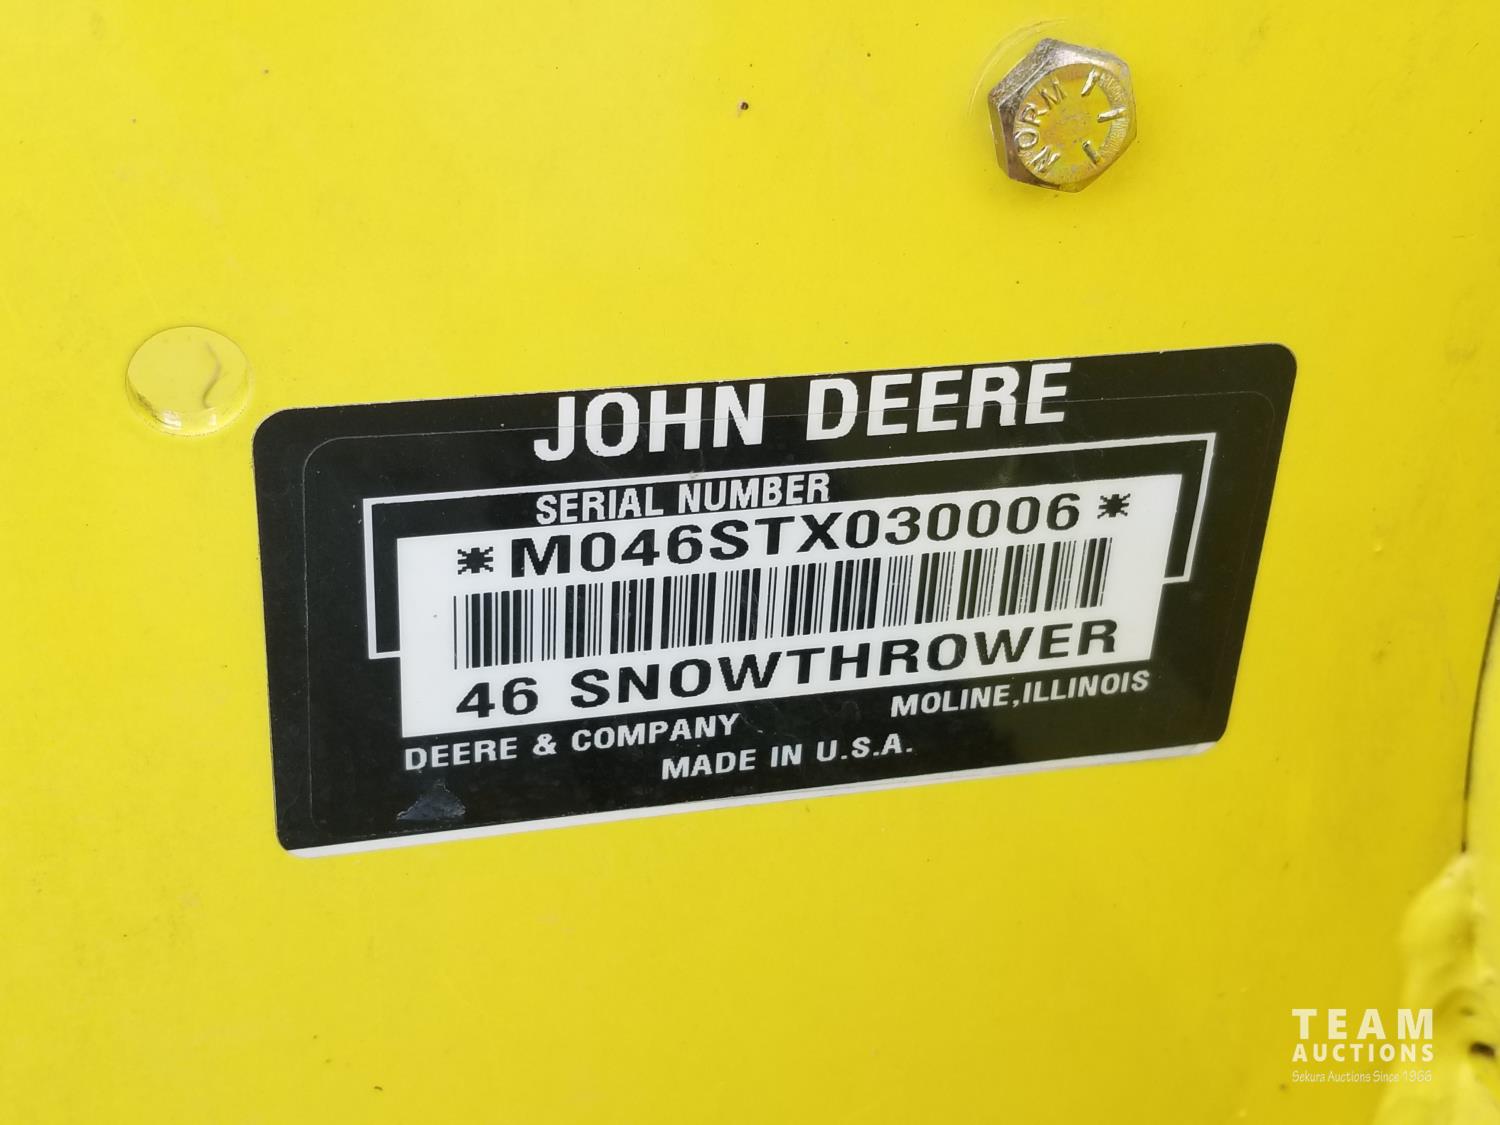 NORM
JOHN DEERE
SERIAL NUMBER
*M046STX030006*
46 SNOWTHROWER
DEERE & COMPANY MOLINE, ILLINOIS
MADE IN U.S.A.
TEAM
AUCTIONS
Sekura Auctions Since 1966